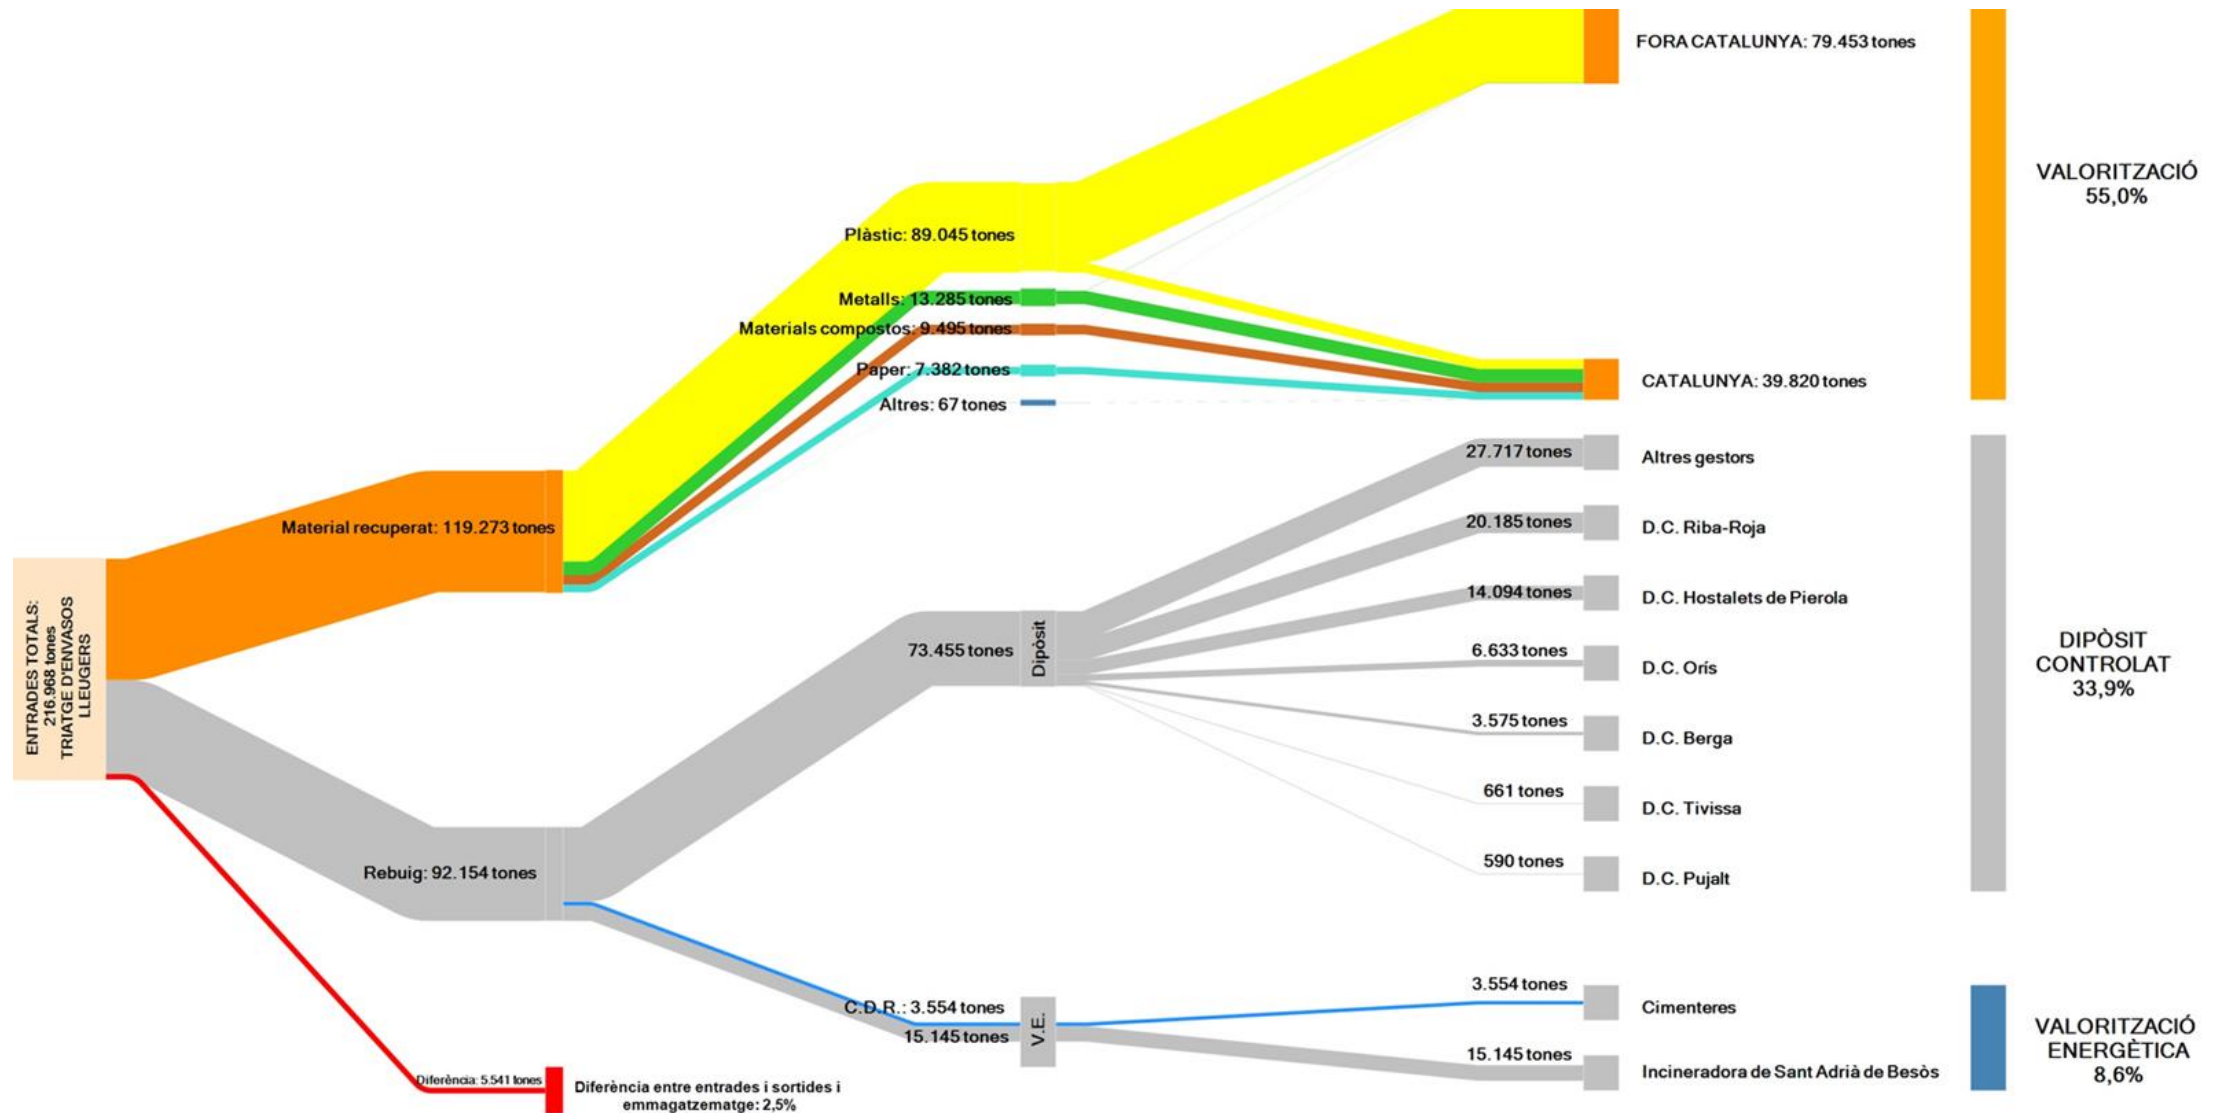 ENTRADES TOTALS:
216.968 tones
TRIATGE D'ENVASOS
LLEUGERS
Material recuperat: 119.273 tones
Rebuig: 92.154 tones
Diferència: 5.541 tones
Diferència entre entrades i sortides i
emmagatzematge: 2,5%
Plàstic: 89.045 tones
Metalls: 13.285 tones
Materials compostos: 9.495 tones
Paper: 7.382 tones
Altres: 67 tones
73.455 tones
Dipòsit
C.D.R.: 3.554 tones
15.145 tones
V.E.
FORA CATALUNYA: 79.453 tones
CATALUNYA: 39.820 tones
27.717 tones
Altres gestors
20.185 tones
D.C. Riba-Roja
14.094 tones
D.C. Hostalets de Pierola
6.633 tones
D.C. Orís
3.575 tones
D.C. Berga
661 tones
D.C. Tivissa
590 tones
D.C. Pujalt
3.554 tones
Cimenteres
15.145 tones
Incineradora de Sant Adrià de Besòs
VALORITZACIÓ
55,0%
DIPÒSIT
CONTROLAT
33,9%
VALORITZACIÓ
ENERGÈTICA
8,6%